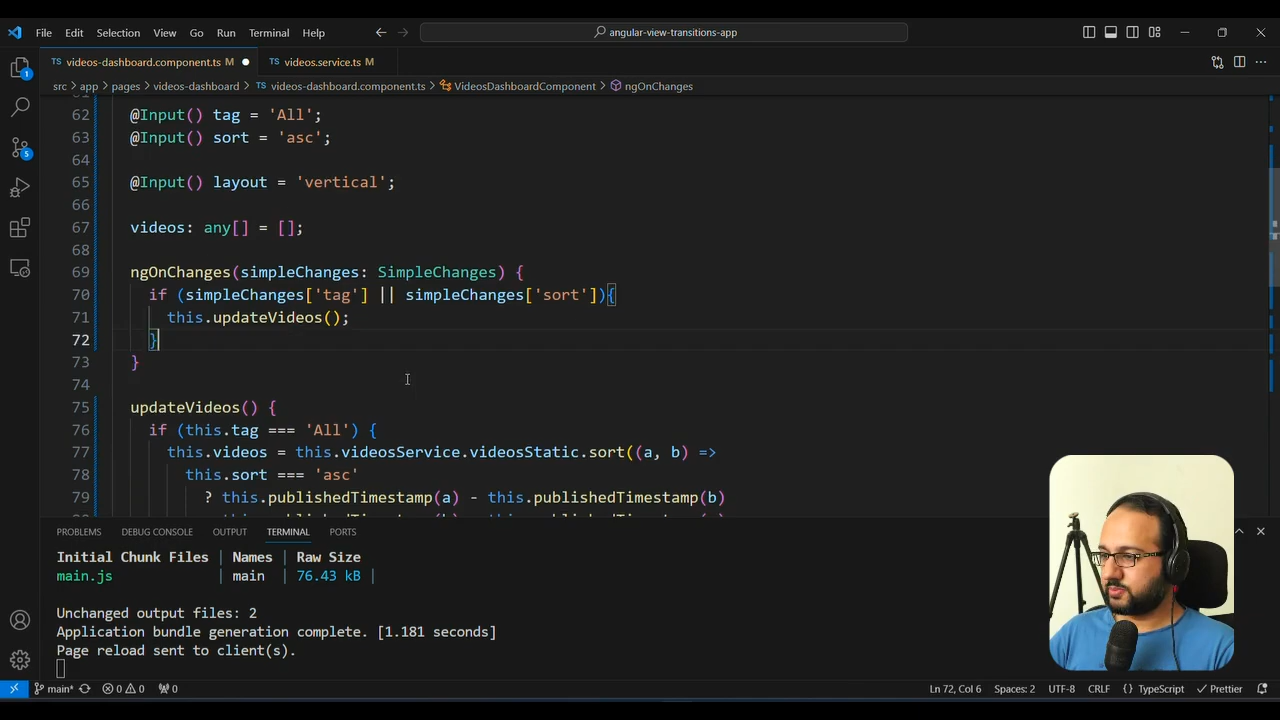 File Edit Selection View Go Run Terminal Help
angular-view-transitions-app
videos-dashboard.component.ts M
videos.service.ts M
src > app > pages > videos-dashboard > TS videos-dashboard.component.ts > VideosDashboardComponent > ngOnChanges
62 @Input() tag = 'All';
63 @Input() sort = 'asc';
64
65 @Input() layout = 'vertical';
66
67 videos: any[] = [];
68
69 ngOnChanges(simpleChanges: SimpleChanges) {
70 if (simpleChanges['tag'] || simpleChanges['sort']){
71 this.updateVideos();
72 }
73 }
74
75 updateVideos() {
76 if (this.tag === 'All') {
77 this.videos = this.videosService.videosStatic.sort((a, b) =>
78 this.sort === 'asc'
79 ? this.publishedTimestamp(a) - this.publishedTimestamp(b)
PROBLEMS DEBUG CONSOLE OUTPUT TERMINAL PORTS
Initial Chunk Files | Names | Raw Size
main.js | main | 76.43 kB |
Unchanged output files: 2
Application bundle generation complete. [1.181 seconds]
Page reload sent to client(s).
main* 0 0 0 Ln 72, Col 6 Spaces: 2 UTF-8 CRLF {} TypeScript Prettier